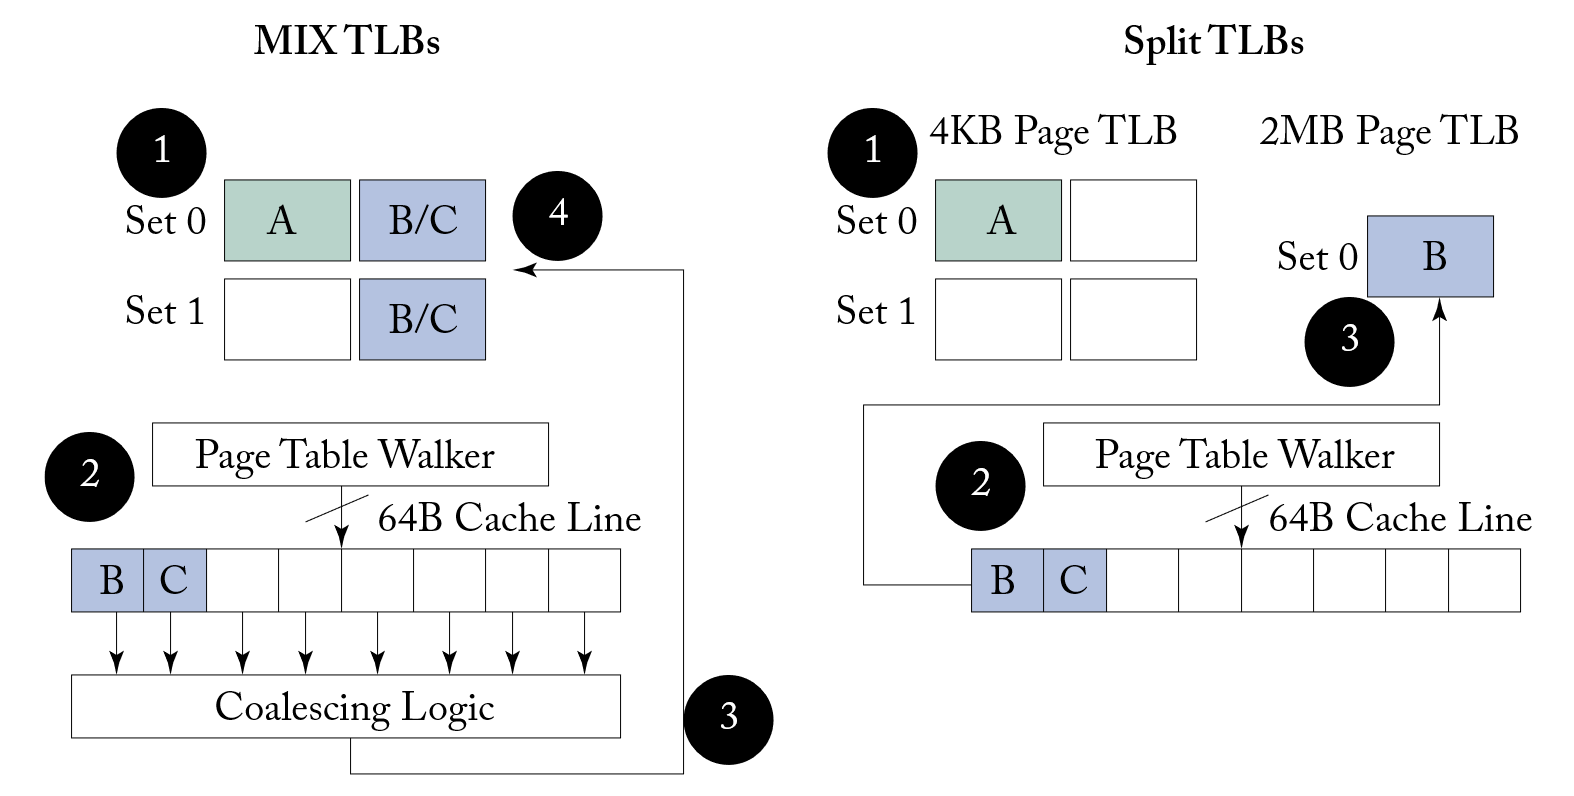 MIX TLBs
1
Set 0
A
B/C
4
Set 1
B/C
2
Page Table Walker
64B Cache Line
B
C
Coalescing Logic
3
Split TLBs
1
4KB Page TLB
2MB Page TLB
Set 0
A
Set 1
Set 0
B
3
2
Page Table Walker
64B Cache Line
B
C